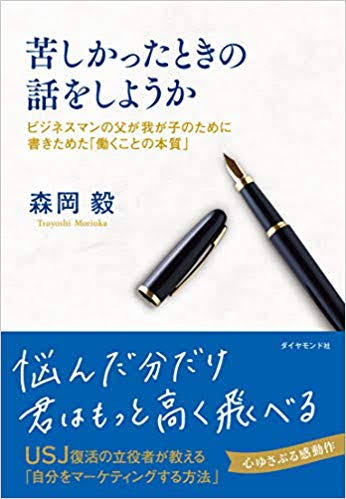 苦しかったときの
話をしようか
ビジネスマンの父が我が子のために
書きためた「働くことの本質」
森岡 毅
Tsuyoshi Morioka
ダイヤモンド社
悩んだ分だけ
君はもっと高く飛べる
USJ復活の立役者が教える
「自分をマーケティングする方法」
心ゆさぶる感動作